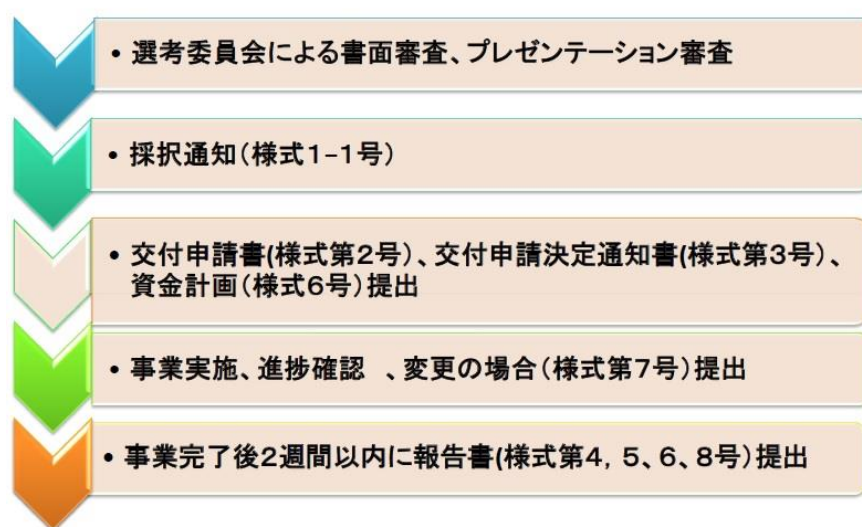 • 選考委員会による書面審査、プレゼンテーション審査
• 採択通知(様式1-1号)
• 交付申請書(様式第2号)、交付申請決定通知書(様式第3号)、
資金計画(様式6号)提出
• 事業実施、進捗確認 、変更の場合(様式第7号)提出
• 事業完了後2週間以内に報告書(様式第4, 5、6、8号)提出